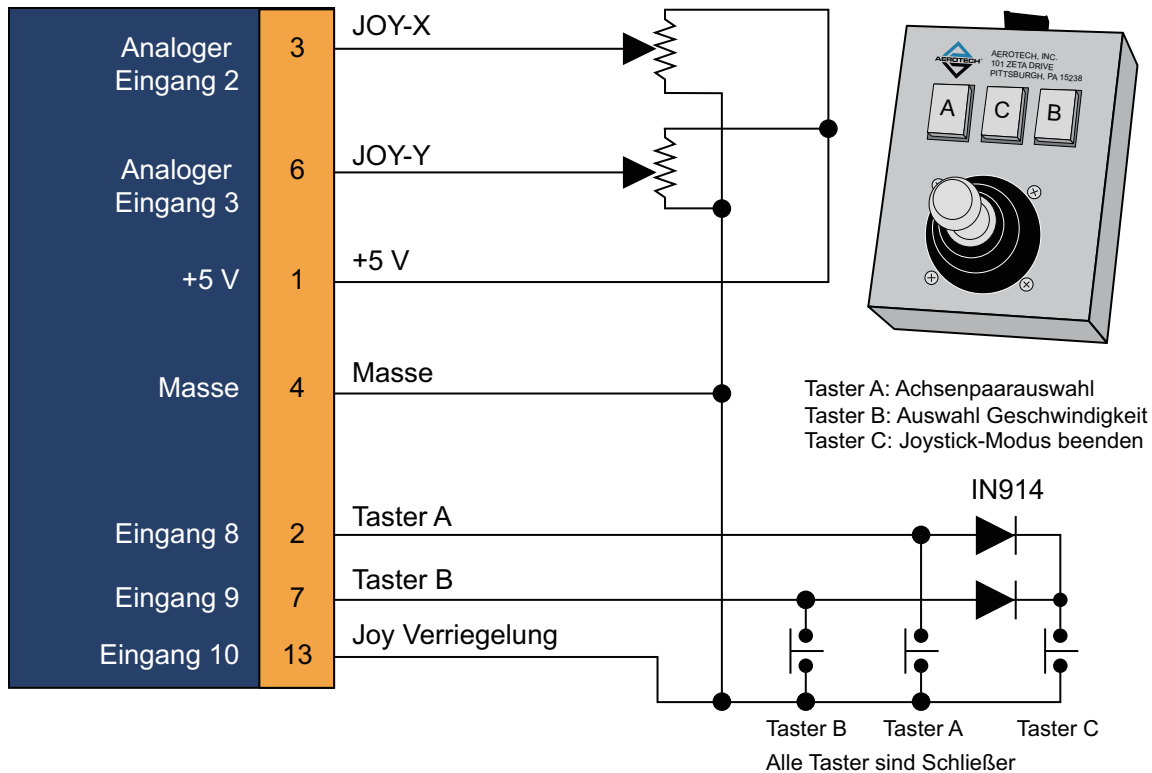 Analoger
Eingang 2
3
JOY-X
Analoger
Eingang 3
6
JOY-Y
+5 V
1
+5 V
Masse
4
Masse
Eingang 8
2
Taster A
Eingang 9
7
Taster B
Eingang 10
13
Joy Verriegelung
AEROTECH
AEROTECH, INC.
101 ZETA DRIVE
PITTSBURGH, PA 15238
A
C
B
Taster A: Achsenpaarauswahl
Taster B: Auswahl Geschwindigkeit
Taster C: Joystick-Modus beenden
IN914
Taster B
Taster A
Taster C
Alle Taster sind Schließer